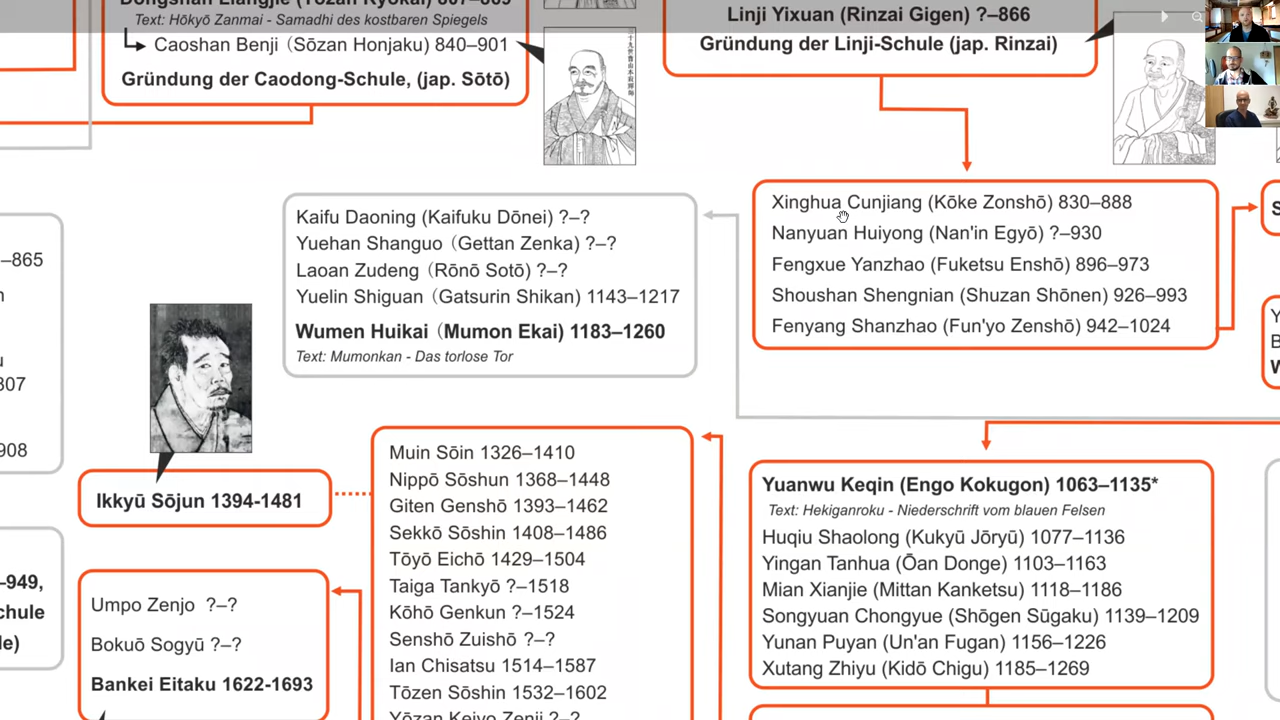 Text: Hōkyō Zanmai - Samadhi des kostbaren Spiegels
Caoshan Benji (Sōzan Honjaku) 840–901
Gründung der Caodong-Schule, (jap. Sōtō)
Linji Yixuan (Rinzai Gigen) ?–866
Gründung der Linji-Schule (jap. Rinzai)
Kaifu Daoning (Kaifuku Dōnei) ?–?
Yuehan Shanguo (Gettan Zenka) ?–?
Laoan Zudeng (Rōnō Sotō) ?–?
Yuelin Shiguan (Gatsurin Shikan) 1143–1217
Wumen Huikai (Mumon Ekai) 1183–1260
Text: Mumonkan - Das torlose Tor
Xinghua Cunjiang (Kōke Zonshō) 830–888
Nanyuan Huiyong (Nan'in Egyō) ?–930
Fengxue Yanzhao (Fuketsu Enshō) 896–973
Shoushan Shengnian (Shuzan Shōnen) 926–993
Fenyang Shanzhao (Fun'yo Zenshō) 942–1024
–865
807
908
–949,
chule
le)
Ikkyū Sōjun 1394-1481
Umpo Zenjo ?–?
Bokuō Sogyū ?–?
Bankei Eitaku 1622-1693
Muin Sōin 1326–1410
Nippō Sōshun 1368–1448
Giten Genshō 1393–1462
Sekkō Sōshin 1408–1486
Tōyō Eichō 1429–1504
Taiga Tankyō ?–1518
Kōhō Genkun ?–1524
Senshō Zuishō ?–?
Ian Chisatsu 1514–1587
Tōzen Sōshin 1532–1602
Yōzan Keiyo Zenji ?–?
Yuanwu Keqin (Engo Kokugon) 1063–1135*
Text: Hekiganroku - Niederschrift vom blauen Felsen
Huqiu Shaolong (Kukyū Jōryū) 1077–1136
Yingan Tanhua (Ōan Donge) 1103–1163
Mian Xianjie (Mittan Kanketsu) 1118–1186
Songyuan Chongyue (Shōgen Sūgaku) 1139–1209
Yunan Puyan (Un'an Fugan) 1156–1226
Xutang Zhiyu (Kidō Chigu) 1185–1269